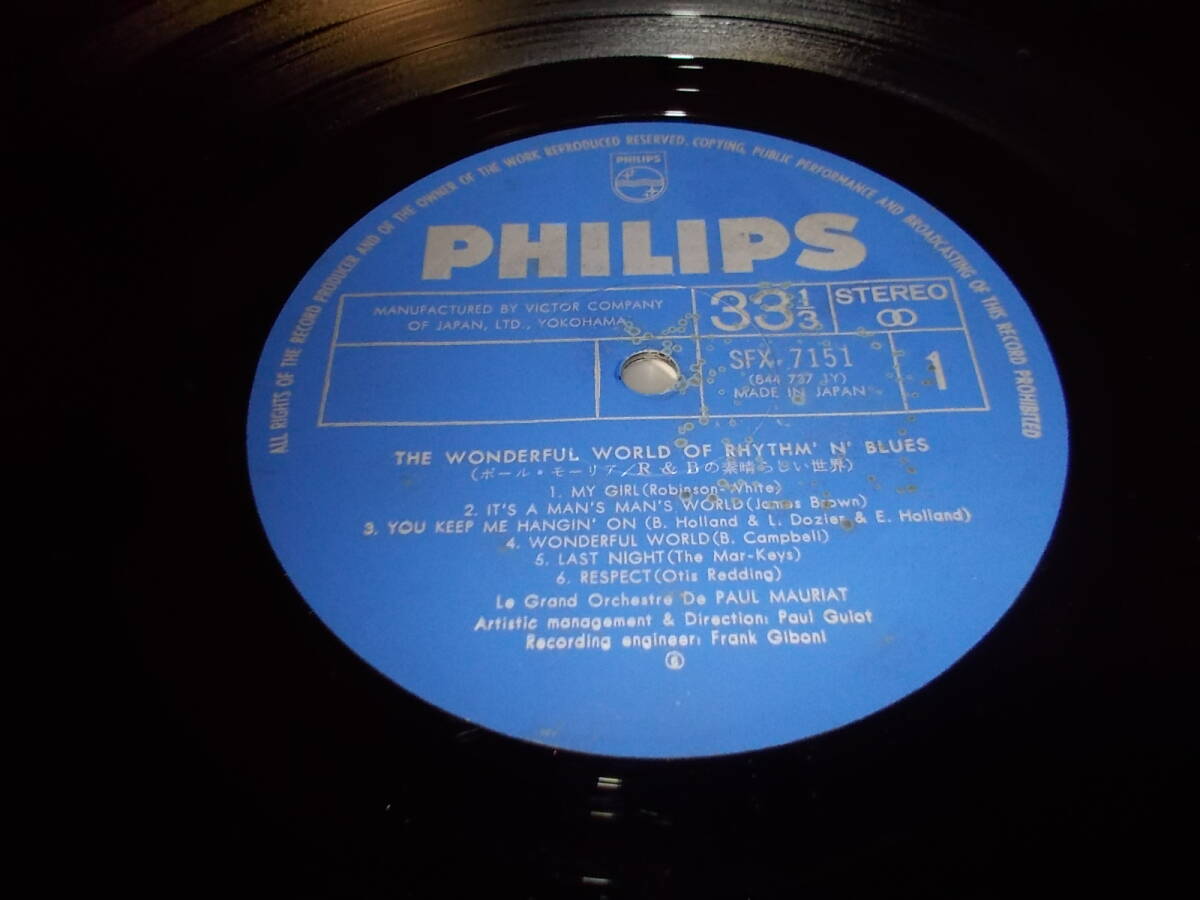 ALL RIGHTS OF THE RECORD PRODUCER AND OF THE OWNER OF THE WORK REPRODUCED RESERVED. COPYING, PUBLIC PERFORMANCE AND BROADCASTING OF THIS RECORD PROHIBITED
PHILIPS
PHILIPS
MANUFACTURED BY VICTOR COMPANY
OF JAPAN, LTD., YOKOHAMA
33 1/3
STEREO
SFX-7151
(844 737 JY)
MADE IN JAPAN
1
THE WONDERFUL WORLD OF RHYTHM' N' BLUES
(ポール・モーリア/R & Bの素晴らしい世界)
1. MY GIRL(Robinson-White)
2. IT'S A MAN'S MAN'S WORLD(James Brown)
3. YOU KEEP ME HANGIN' ON (B. Holland & L. Dozier & E. Holland)
4. WONDERFUL WORLD(B. Campbell)
5. LAST NIGHT(The Mar-Keys)
6. RESPECT(Otis Redding)
Le Grand Orchestre De PAUL MAURIAT
Artistic management & Direction: Paul Guiot
Recording engineer: Frank Giboni